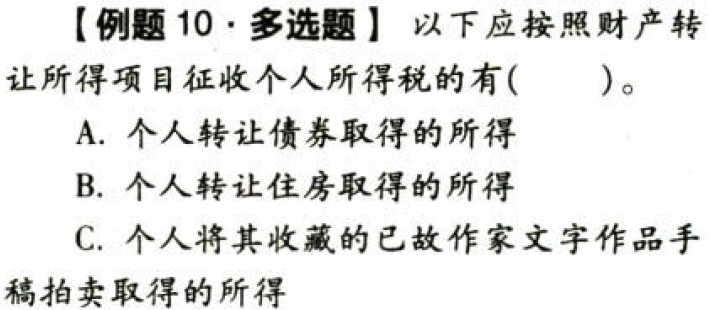 【例题 10·多选题】 以下应按照财产转
让所得项目征收个人所得税的有(  )。
A. 个人转让债券取得的所得
B. 个人转让住房取得的所得
C. 个人将其收藏的已故作家文字作品手
稿拍卖取得的所得